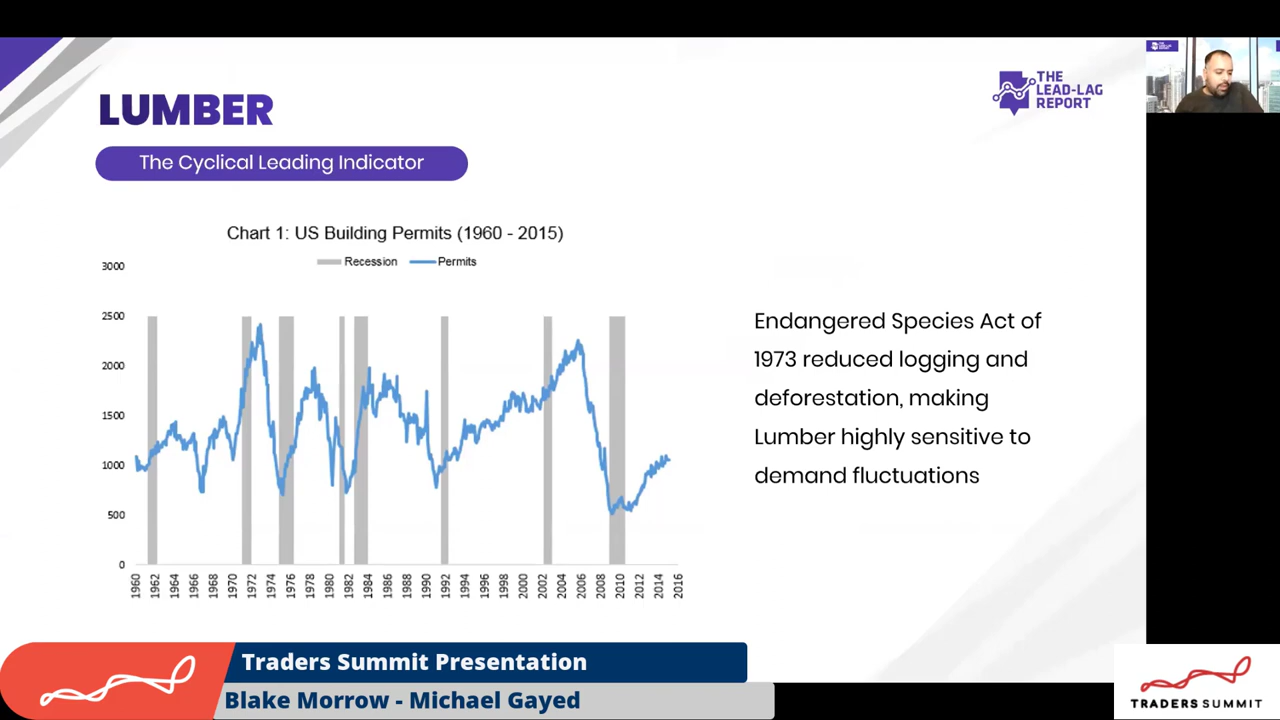 LUMBER
The Cyclical Leading Indicator
THE
LEAD-LAG
REPORT
Chart 1: US Building Permits (1960 - 2015)
Recession Permits
3000
2500
2000
1500
1000
500
0
1960 1962 1964 1966 1968 1970 1972 1974 1976 1978 1980 1982 1984 1986 1988 1990 1992 1994 1996 1998 2000 2002 2004 2006 2008 2010 2012 2014 2016
Endangered Species Act of
1973 reduced logging and
deforestation, making
Lumber highly sensitive to
demand fluctuations
Traders Summit Presentation
Blake Morrow - Michael Gayed
TRADERS SUMMIT